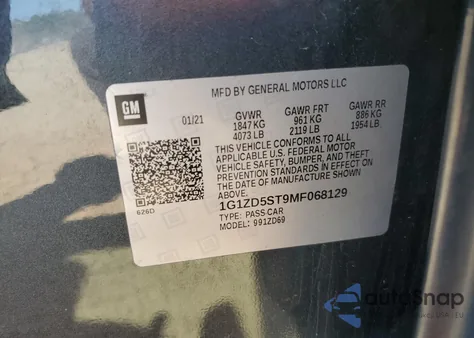 MFD BY GENERAL MOTORS LLC
GM
01/21 GVWR GAWR FRT GAWR RR
1847 KG 961 KG 886 KG
4073 LB 2119 LB 1954 LB
THIS VEHICLE CONFORMS TO ALL
APPLICABLE U.S. FEDERAL MOTOR
VEHICLE SAFETY, BUMPER, AND THEFT
PREVENTION STANDARDS IN EFFECT ON
THE DATE OF MANUFACTURE SHOWN ABOVE.
1G1ZD5ST9MF068129
TYPE: PASS CAR
MODEL: 991ZD69
626D
autoSnap